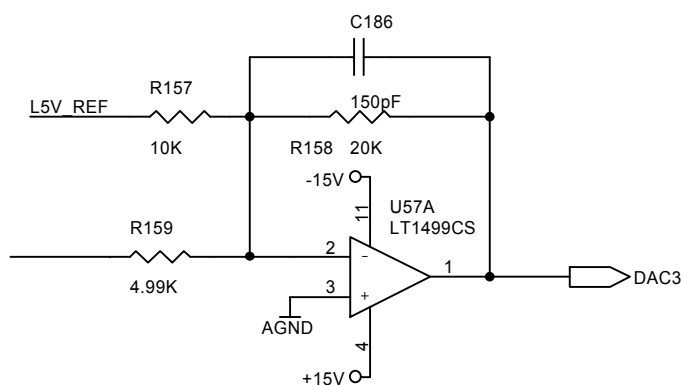 C186
R157
L5V_REF
150pF
10K
R158 20K
-15V
U57A
LT1499CS
11
R159
2
-
1
4.99K
3
+
DAC3
AGND
4
+15V